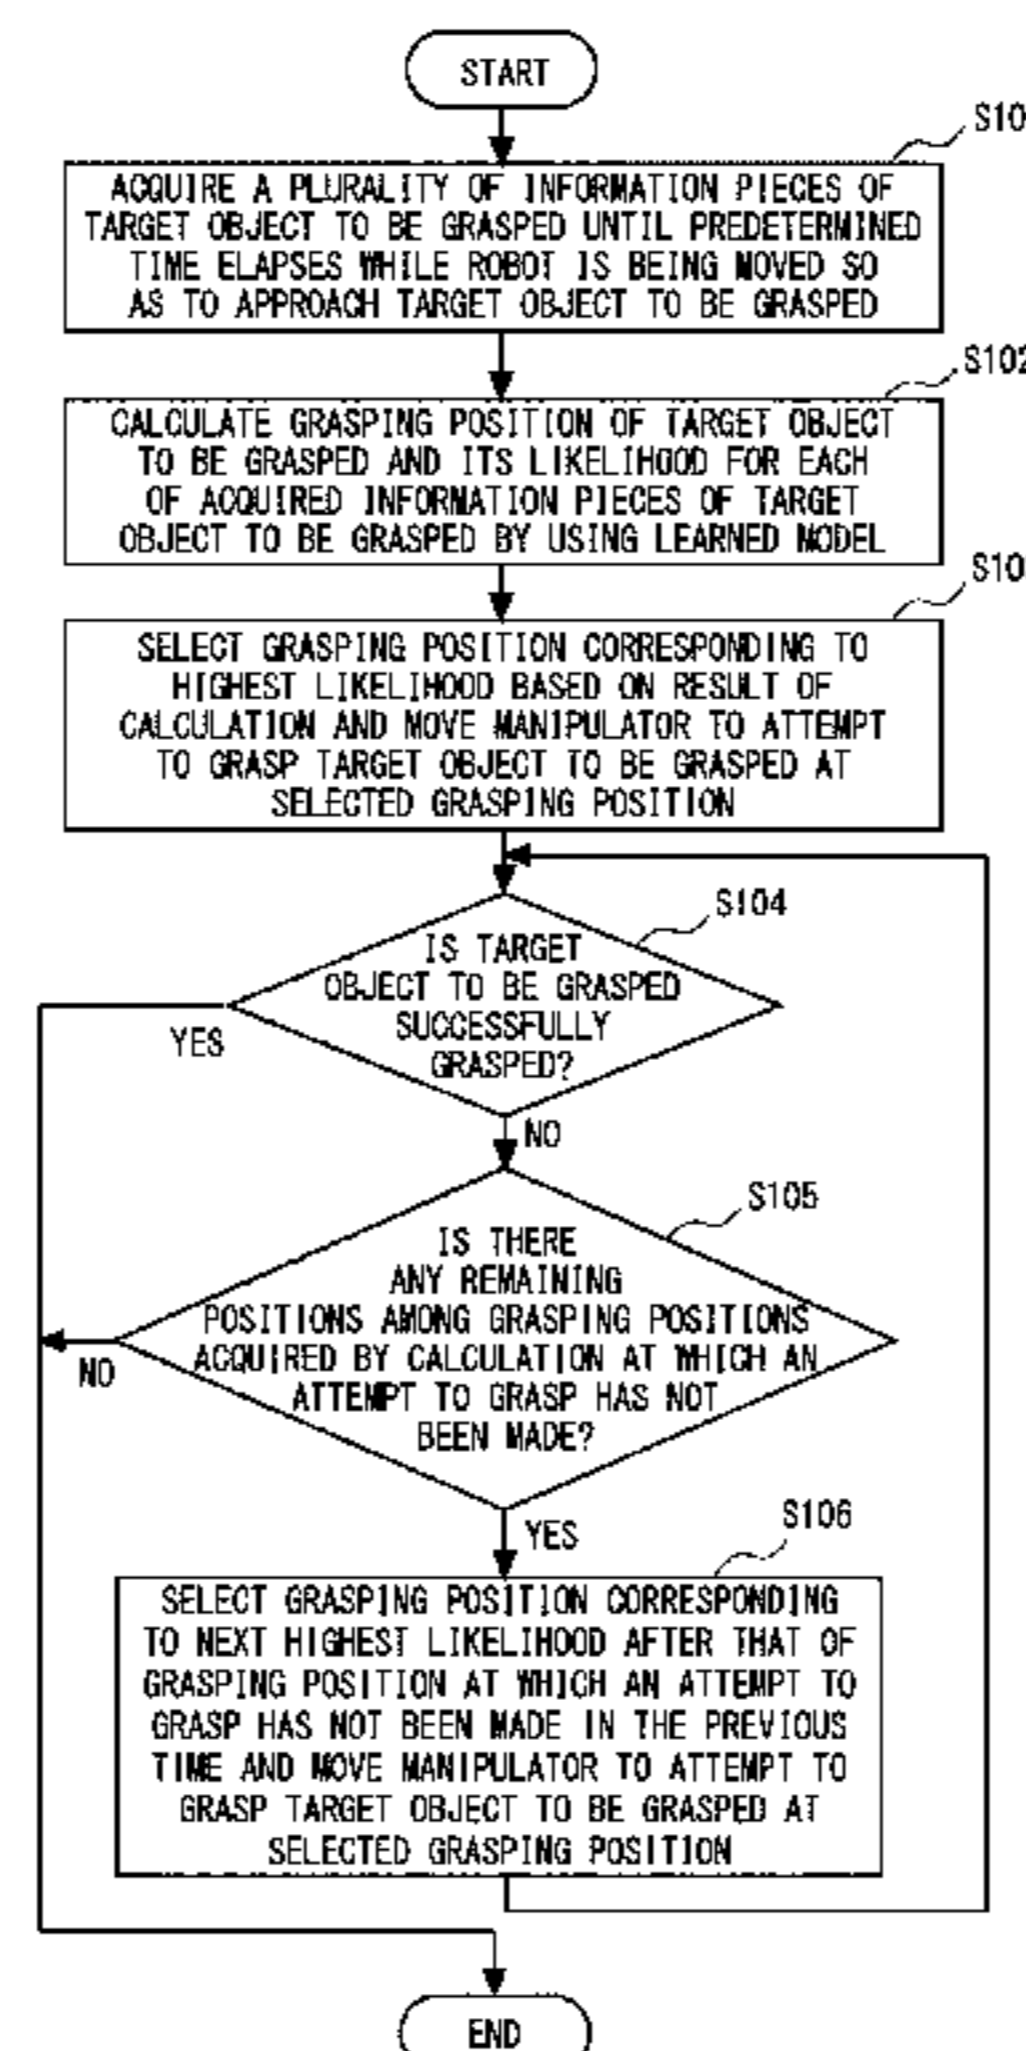 START
S10
ACQUIRE A PLURALITY OF INFORMATION PIECES OF
TARGET OBJECT TO BE GRASPED UNTIL PREDETERMINED
TIME ELAPSES WHILE ROBOT IS BEING MOVED SO
AS TO APPROACH TARGET OBJECT TO BE GRASPED
S102
CALCULATE GRASPING POSITION OF TARGET OBJECT
TO BE GRASPED AND ITS LIKELIHOOD FOR EACH
OF ACQUIRED INFORMATION PIECES OF TARGET
OBJECT TO BE GRASPED BY USING LEARNED MODEL
S10
SELECT GRASPING POSITION CORRESPONDING TO
HIGHEST LIKELIHOOD BASED ON RESULT OF
CALCULATION AND MOVE MANIPULATOR TO ATTEMPT
TO GRASP TARGET OBJECT TO BE GRASPED AT
SELECTED GRASPING POSITION
S104
IS TARGET
OBJECT TO BE GRASPED
SUCCESSFULLY
GRASPED?
YES
NO
S105
IS THERE
ANY REMAINING
POSITIONS AMONG GRASPING POSITIONS
ACQUIRED BY CALCULATION AT WHICH AN
ATTEMPT TO GRASP HAS NOT
BEEN MADE?
NO
YES
S106
SELECT GRASPING POSITION CORRESPONDING
TO NEXT HIGHEST LIKELIHOOD AFTER THAT OF
GRASPING POSITION AT WHICH AN ATTEMPT TO
GRASP HAS NOT BEEN MADE IN THE PREVIOUS
TIME AND MOVE MANIPULATOR TO ATTEMPT TO
GRASP TARGET OBJECT TO BE GRASPED AT
SELECTED GRASPING POSITION
END